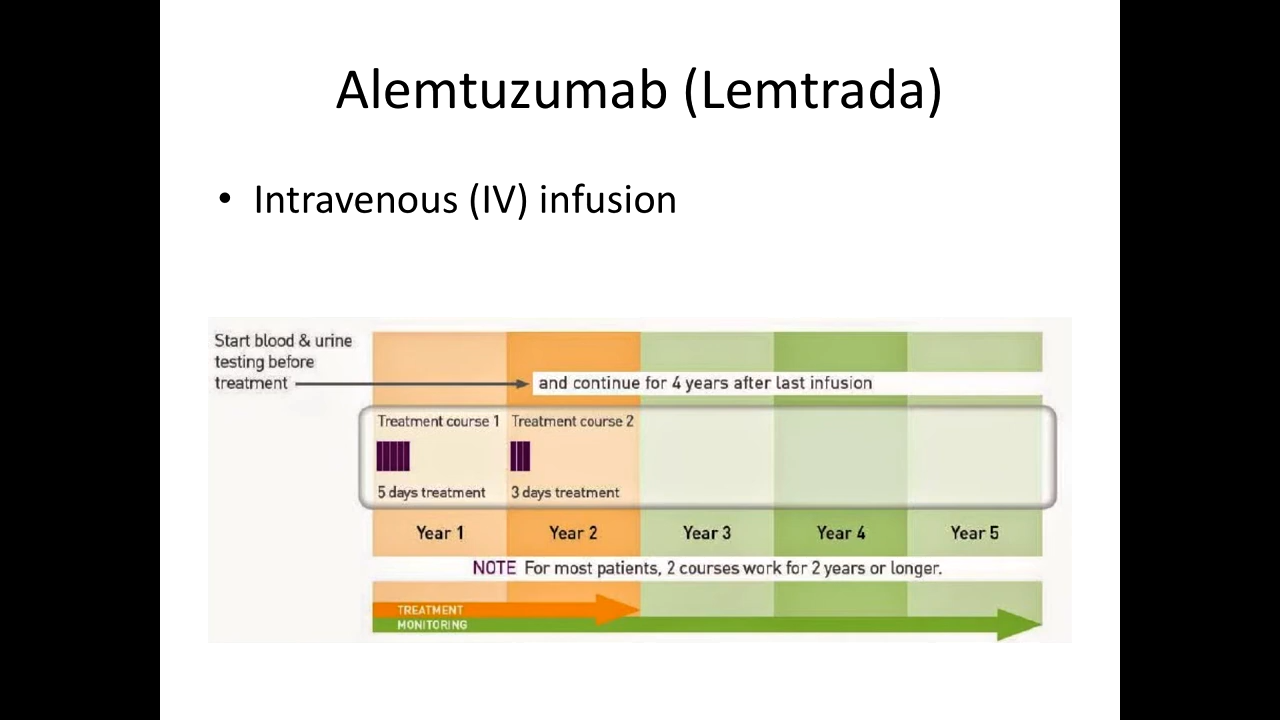 Alemtuzumab (Lemtrada)
• Intravenous (IV) infusion
Start blood & urine
testing before
treatment
and continue for 4 years after last infusion
Treatment course 1
Treatment course 2
5 days treatment
3 days treatment
Year 1
Year 2
Year 3
Year 4
Year 5
NOTE For most patients, 2 courses work for 2 years or longer.
TREATMENT
MONITORING